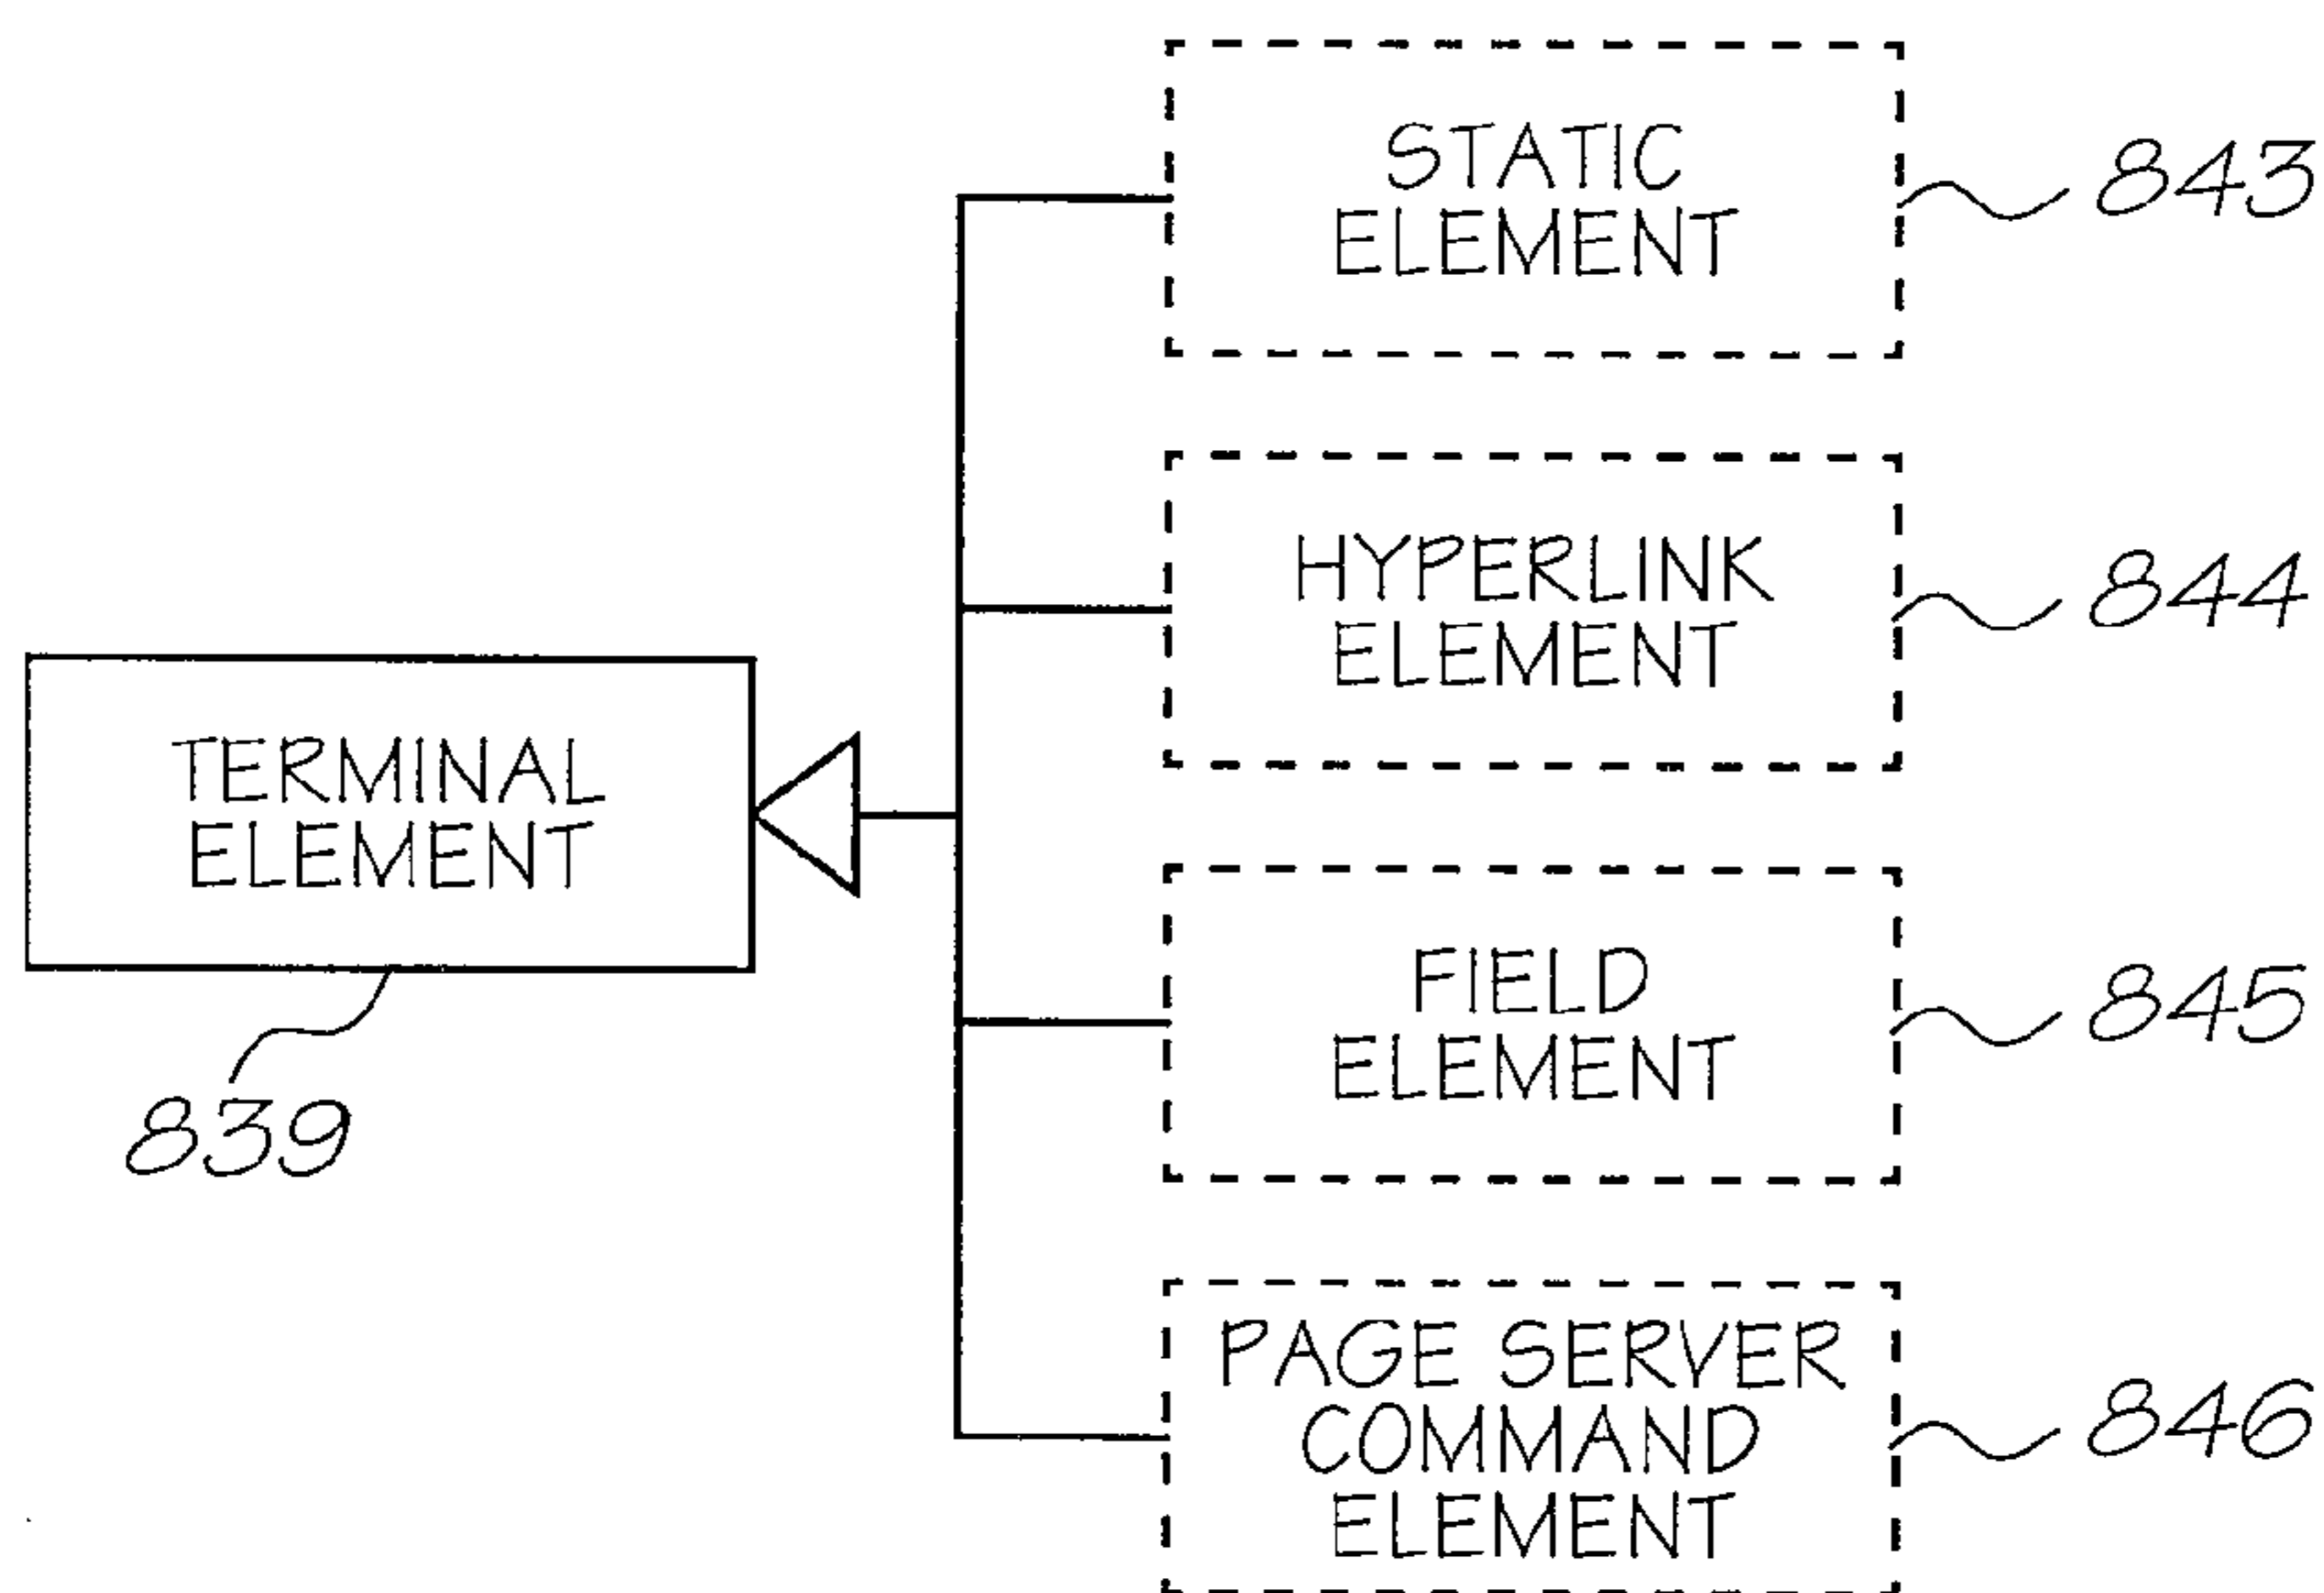 STATIC
ELEMENT
843
HYPERLINK
ELEMENT
844
TERMINAL
ELEMENT
839
FIELD
ELEMENT
845
PAGE SERVER
COMMAND
ELEMENT
846